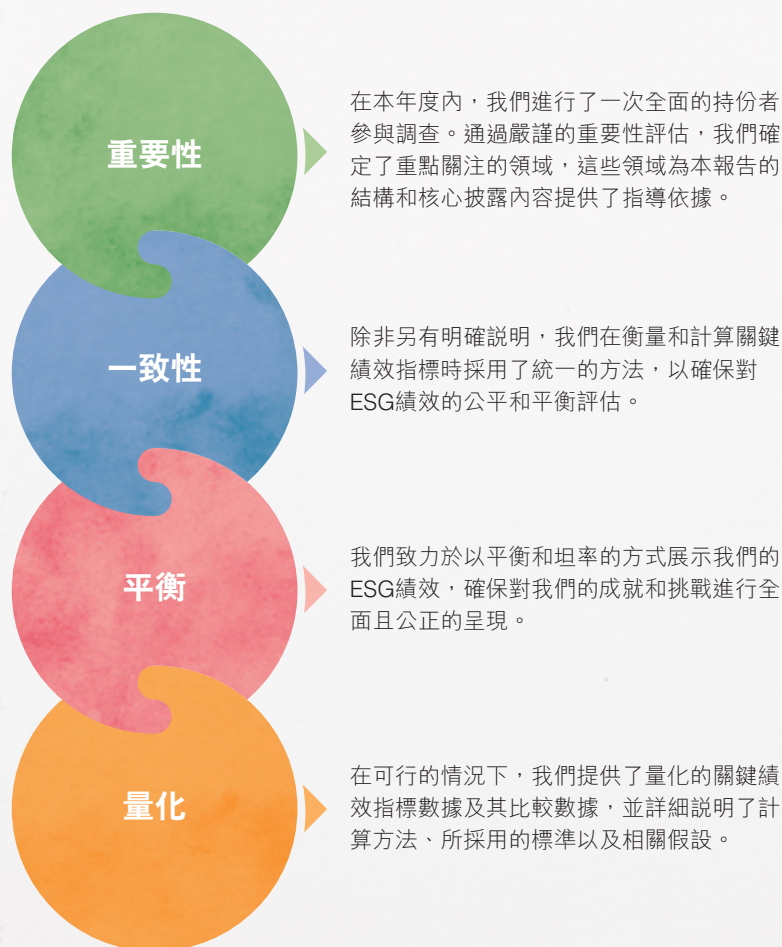 重要性
在本年度內，我們進行了一次全面的持份者
參與調查。通過嚴謹的重要性評估，我們確
定了重點關注的領域，這些領域為本報告的
結構和核心披露內容提供了指導依據。
一致性
除非另有明確説明，我們在衡量和計算關鍵
績效指標時採用了統一的方法，以確保對
ESG績效的公平和平衡評估。
平衡
我們致力於以平衡和坦率的方式展示我們的
ESG績效，確保對我們的成就和挑戰進行全
面且公正的呈現。
量化
在可行的情況下，我們提供了量化的關鍵績
效指標數據及其比較數據，並詳細説明了計
算方法、所採用的標準以及相關假設。